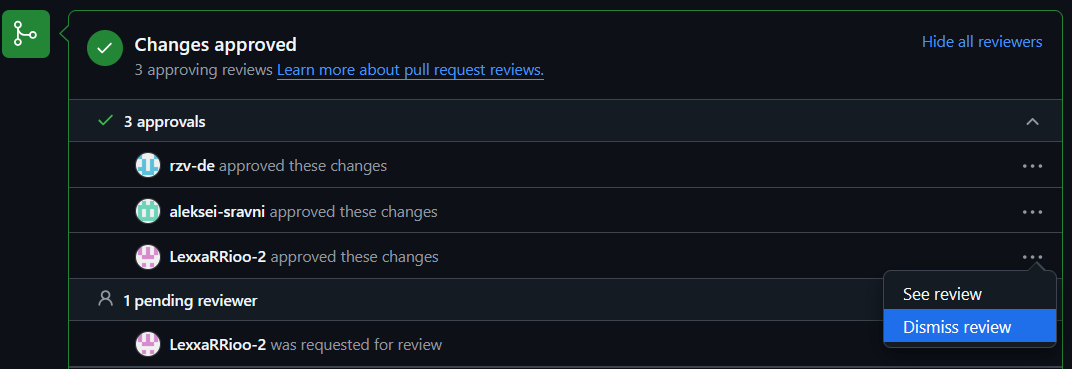 Changes approved
Hide all reviewers
3 approving reviews Learn more about pull request reviews.
3 approvals
rzv-de approved these changes
aleksei-sravni approved these changes
LexxaRRioo-2 approved these changes
See review
1 pending reviewer
Dismiss review
LexxaRRioo-2 was requested for review